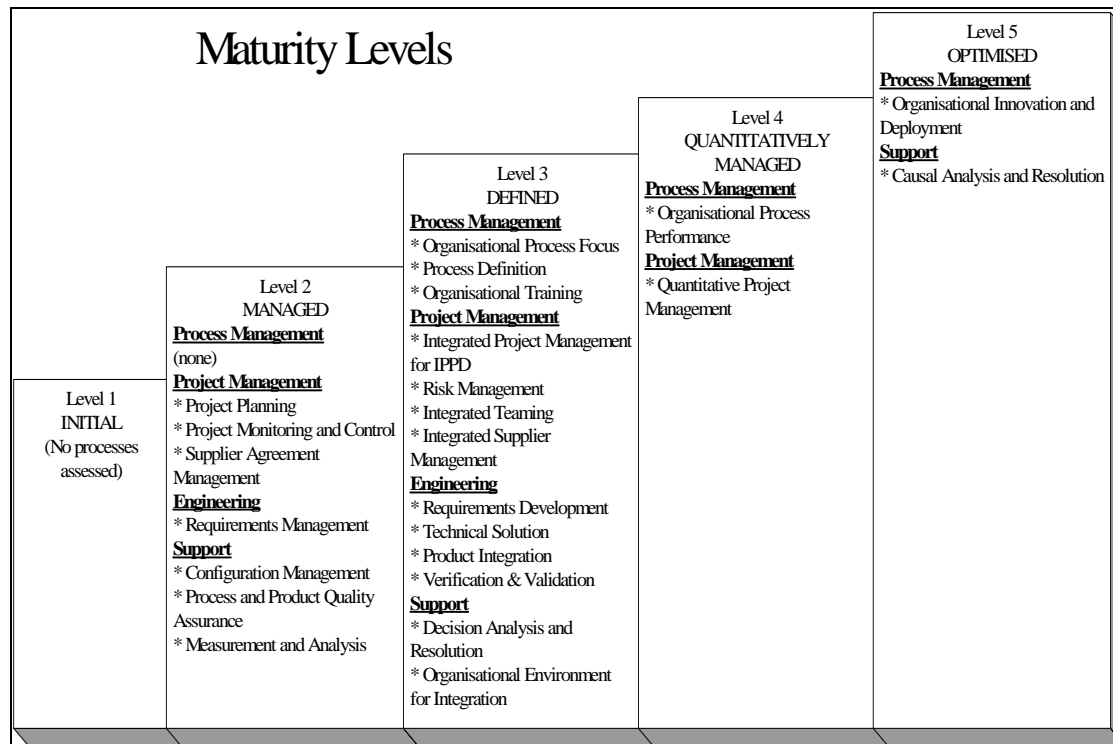 Maturity Levels
Level 1
INITIAL
(No processes
assessed)
Level 2
MANAGED
Process Management
(none)
Project Management
* Project Planning
* Project Monitoring and Control
* Supplier Agreement
Management
Engineering
* Requirements Management
Support
* Configuration Management
* Process and Product Quality
Assurance
* Measurement and Analysis
Level 3
DEFINED
Process Management
* Organisational Process Focus
* Process Definition
* Organisational Training
Project Management
* Integrated Project Management
for IPPD
* Risk Management
* Integrated Teaming
* Integrated Supplier
Management
Engineering
* Requirements Development
* Technical Solution
* Product Integration
* Verification & Validation
Support
* Decision Analysis and
Resolution
* Organisational Environment
for Integration
Level 4
QUANTITATIVELY
MANAGED
Process Management
* Organisational Process
Performance
Project Management
* Quantitative Project
Management
Level 5
OPTIMISED
Process Management
* Organisational Innovation and
Deployment
Support
* Causal Analysis and Resolution